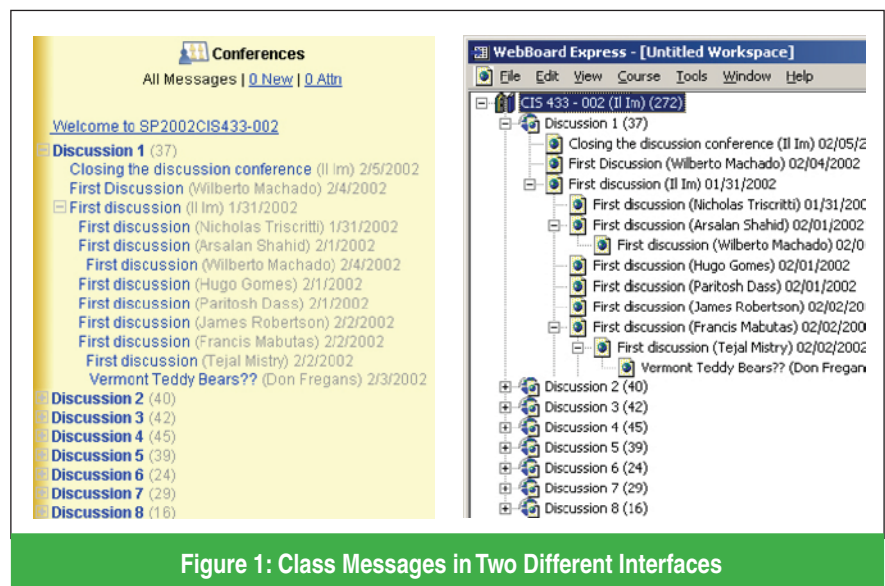 Conferences
All Messages | 0 New | 0 Attn
Welcome to SP2002CIS433-002
Discussion 1 (37)
Closing the discussion conference (Il Im) 2/5/2002
First Discussion (Wilberto Machado) 2/4/2002
First discussion (Il Im) 1/31/2002
First discussion (Nicholas Triscritti) 1/31/2002
First discussion (Arsalan Shahid) 2/1/2002
First discussion (Wilberto Machado) 2/4/2002
First discussion (Hugo Gomes) 2/1/2002
First discussion (Paritosh Dass) 2/1/2002
First discussion (James Robertson) 2/2/2002
First discussion (Francis Mabutas) 2/2/2002
First discussion (Tejal Mistry) 2/2/2002
Vermont Teddy Bears?? (Don Fregans) 2/3/2002
Discussion 2 (40)
Discussion 3 (42)
Discussion 4 (45)
Discussion 5 (39)
Discussion 6 (24)
Discussion 7 (29)
Discussion 8 (16)
WebBoard Express - [Untitled Workspace]
File Edit View Course Tools Window Help
CIS 433 - 002 (Il Im) (272)
Discussion 1 (37)
Closing the discussion conference (Il Im) 02/05/2
First Discussion (Wilberto Machado) 02/04/2002
First discussion (Il Im) 01/31/2002
First discussion (Nicholas Triscritti) 01/31/200
First discussion (Arsalan Shahid) 02/01/2002
First discussion (Wilberto Machado) 02/0
First discussion (Hugo Gomes) 02/01/2002
First discussion (Paritosh Dass) 02/01/2002
First discussion (James Robertson) 02/02/20
First discussion (Francis Mabutas) 02/02/200
First discussion (Tejal Mistry) 02/02/2002
Vermont Teddy Bears?? (Don Fregan
Discussion 2 (40)
Discussion 3 (42)
Discussion 4 (45)
Discussion 5 (39)
Discussion 6 (24)
Discussion 7 (29)
Discussion 8 (16)
Figure 1: Class Messages in Two Different Interfaces